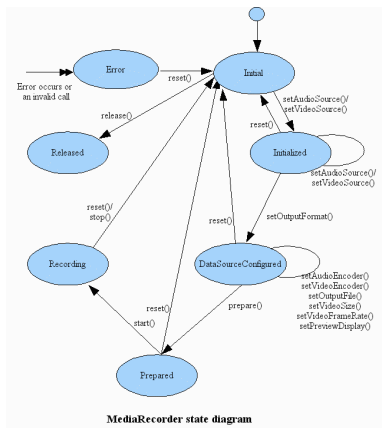 Error
reset()
Initial
Error occurs or
an invalid call
setAudioSource()/
setVideoSource()
release()
reset()
Released
Initialized
setAudioSource()/
setVideoSource()
reset()/
stop()
reset()
setOutputFormat()
Recording
DataSourceConfigured
setAudioEncoder()
setVideoEncoder()
setOutputFile()
setVideoSize()
setVideoFrameRate()
setPreviewDisplay()
reset()
prepare()
start()
Prepared
MediaRecorder state diagram